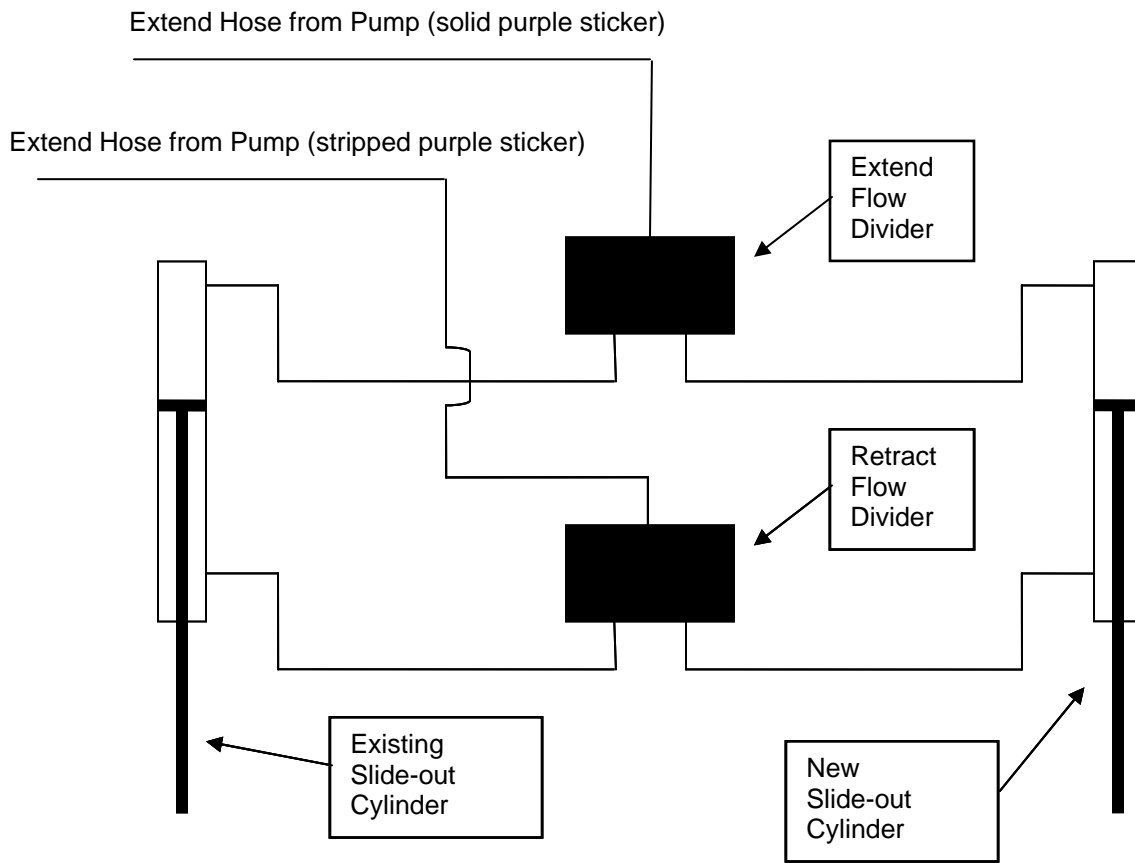 Extend Hose from Pump (solid purple sticker)
Extend Hose from Pump (stripped purple sticker)
Extend
Flow
Divider
Retract
Flow
Divider
Existing
Slide-out
Cylinder
New
Slide-out
Cylinder